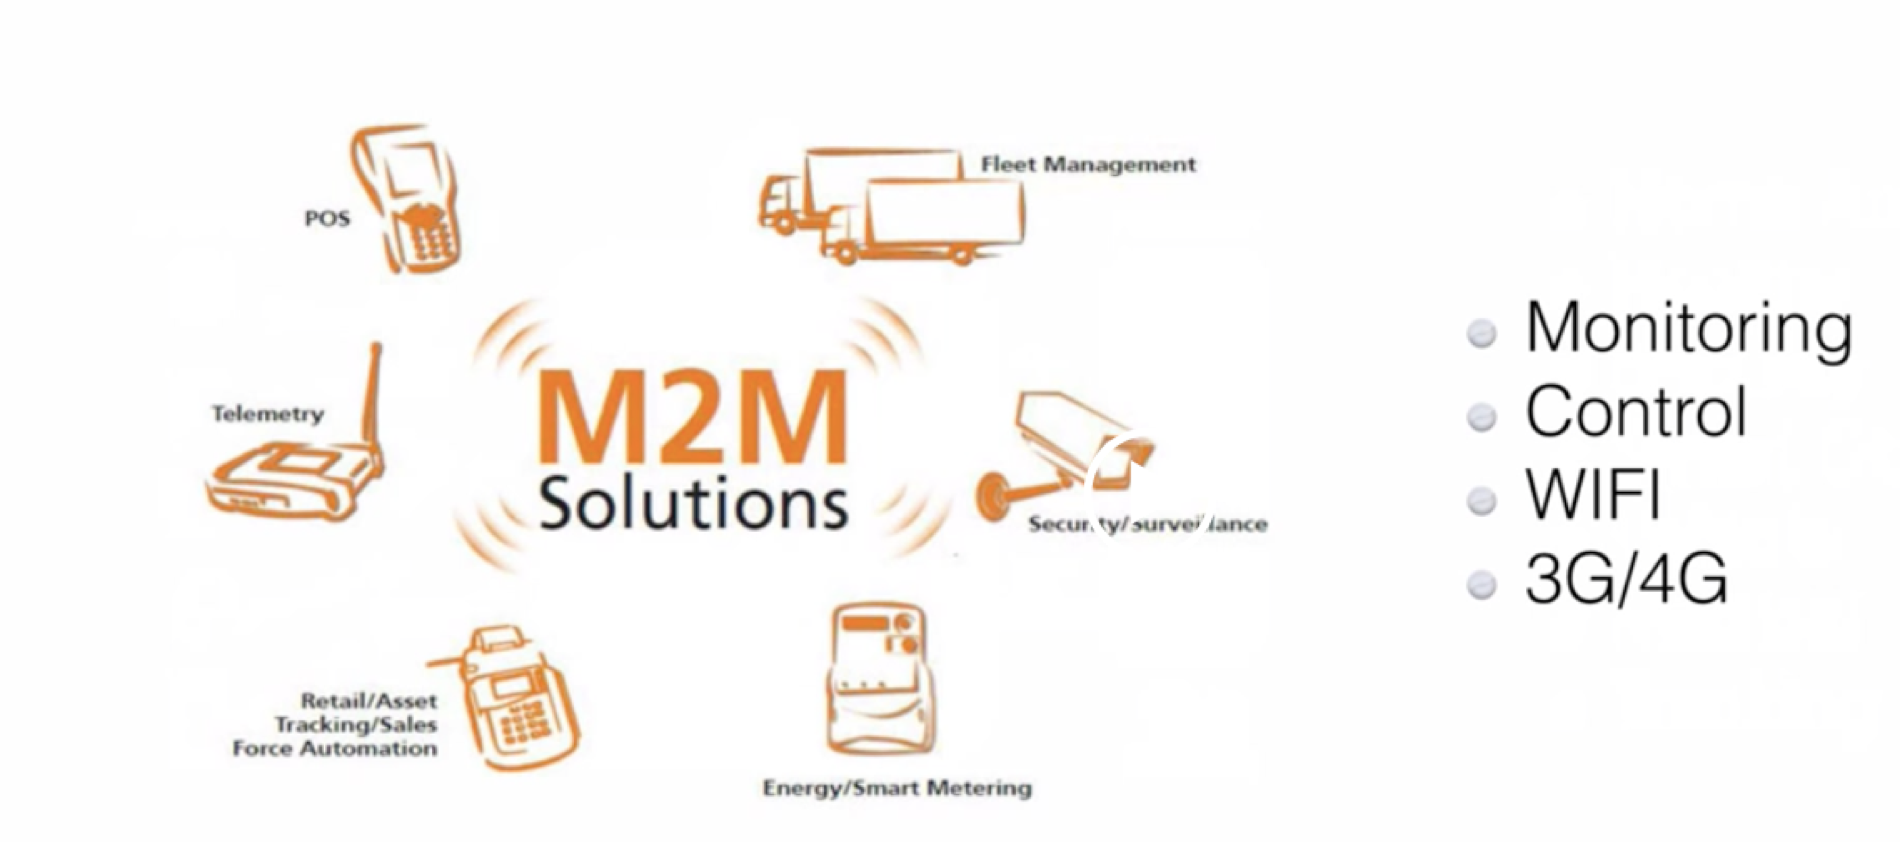 POS
Fleet Management
Telemetry
M2M
Solutions
Security/Surveillance
Retail/Asset
Tracking/Sales
Force Automation
Energy/Smart Metering
Monitoring
Control
WIFI
3G/4G